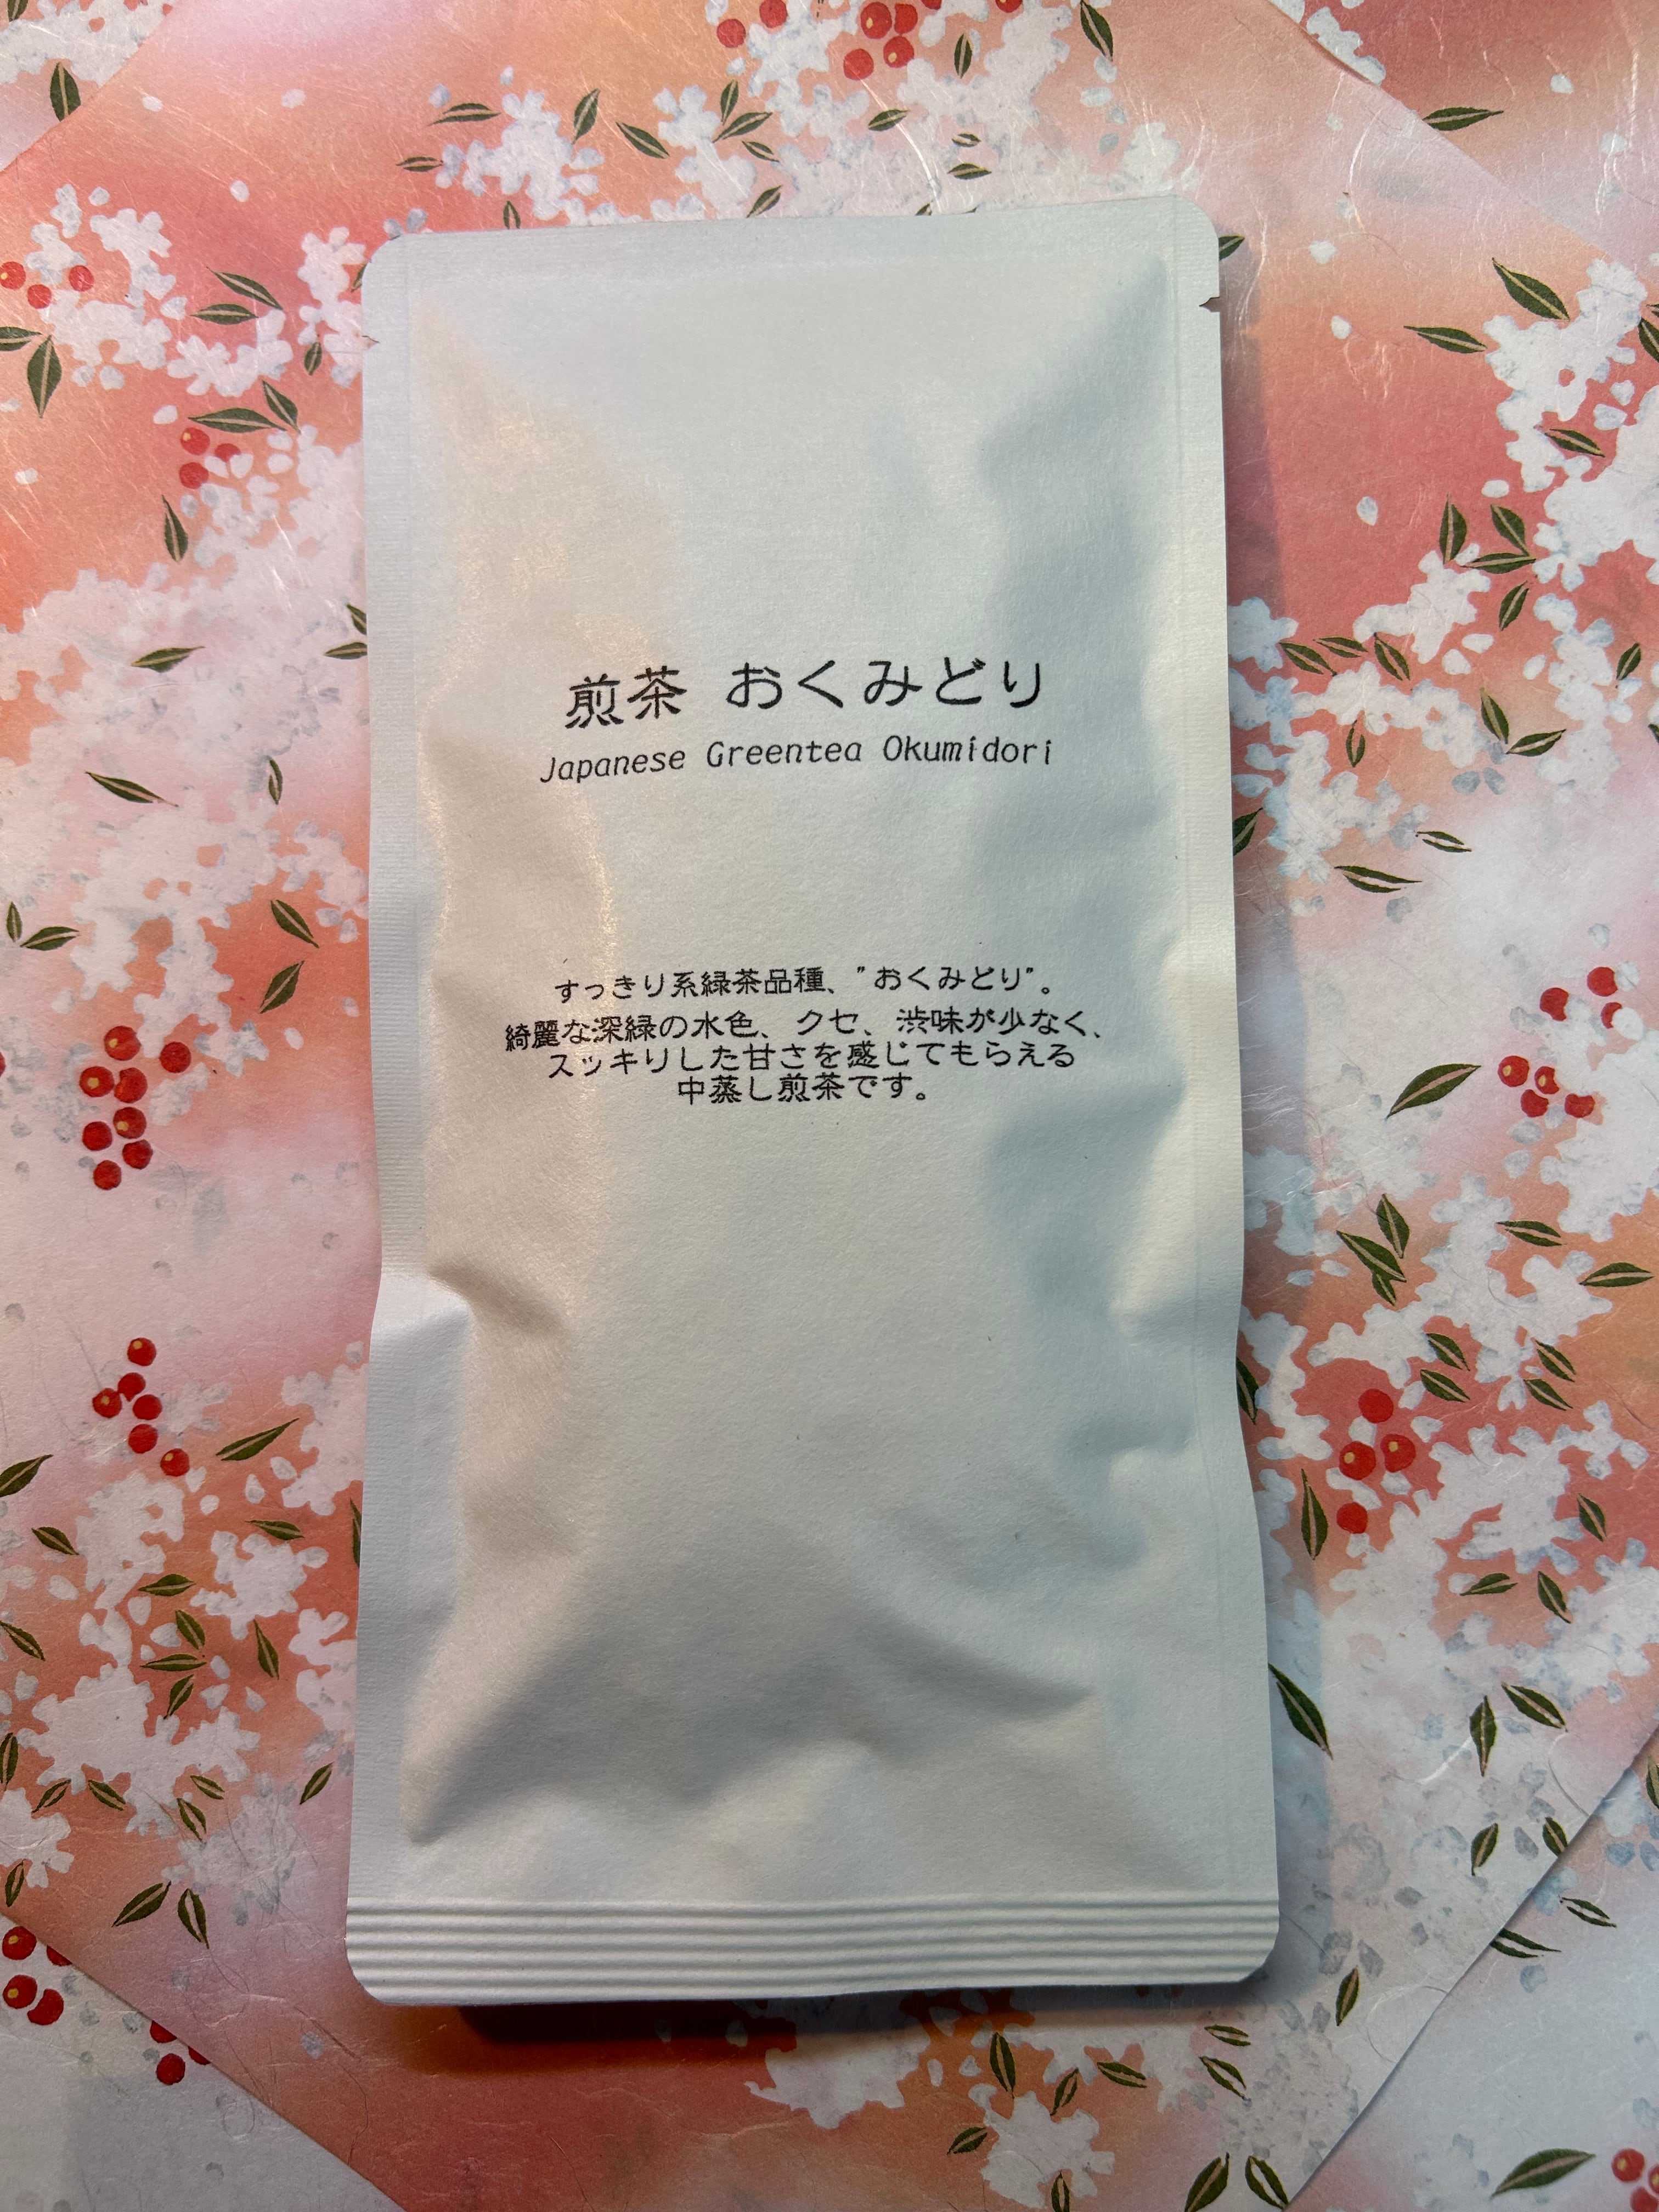 煎茶 おくみどり
Japanese Greentea Okumidori
すっきり系緑茶品種、"おくみどり"。
綺麗な深緑の水色、クセ、渋味が少なく、
スッキリした甘さを感じてもらえる
中蒸し煎茶です。